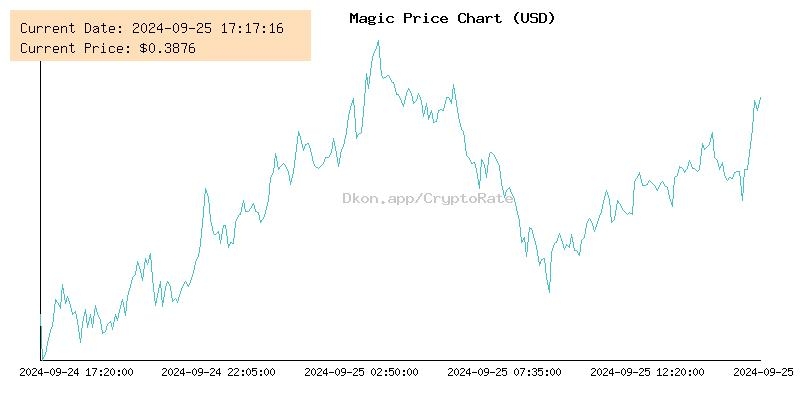 Magic Price Chart (USD)
Current Date: 2024-09-25 17:17:16
Current Price: $0.3876
Dkon.app/CryptoRate
2024-09-24 17:20:00 2024-09-24 22:05:00 2024-09-25 02:50:00 2024-09-25 07:35:00 2024-09-25 12:20:00 2024-09-25